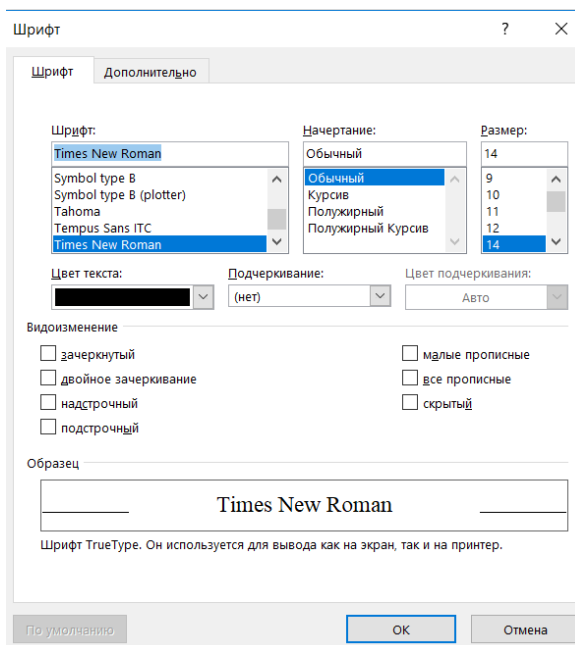 Шрифт ?
Шрифт Дополнительно
Шрифт: Начертание: Размер:
Times New Roman Обычный 14
Symbol type B Обычный 9
Symbol type B (plotter) Курсив 10
Tahoma Полужирный 11
Tempus Sans ITC Полужирный Курсив 12
Times New Roman 14
Цвет текста: Подчеркивание: Цвет подчеркивания:
(нет) Авто
Видоизменение
зачеркнутый малые прописные
двойное зачеркивание все прописные
надстрочный скрытый
подстрочный
Образец
Times New Roman
Шрифт TrueType. Он используется для вывода как на экран, так и на принтер.
По умолчанию ОК Отмена